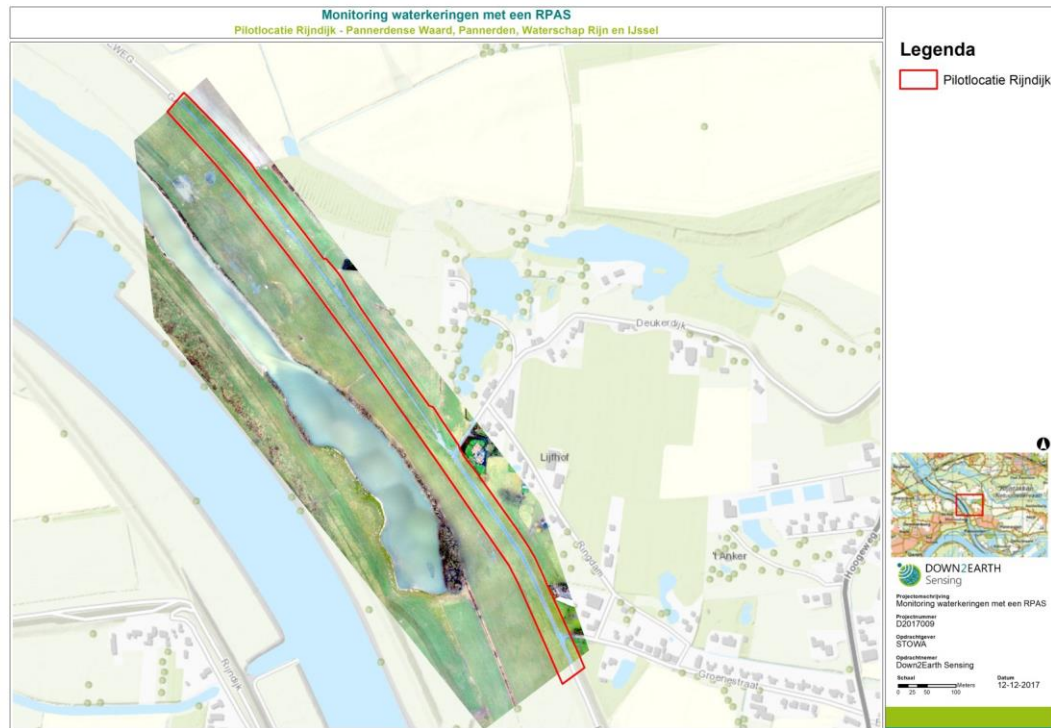 Monitoring waterkeringen met een RPAS
Pilotlocatie Rijndijk - Pannerdense Waard, Pannerden, Waterschap Rijn en IJssel
Legenda
Pilotlocatie Rijndijk
Deukerdijk
Lijfhof
Ringdijk
't Anker
Hoogeweg
Groenestraat
Rijndijk
DOWN2EARTH
Sensing
Projectomschrijving
Monitoring waterkeringen met een RPAS
Projectnummer
D2017009
Opdrachtgever
STOWA
Opdrachtnemer
Down2Earth Sensing
Schaal
Datum
Meters
0 25 50 100
12-12-2017